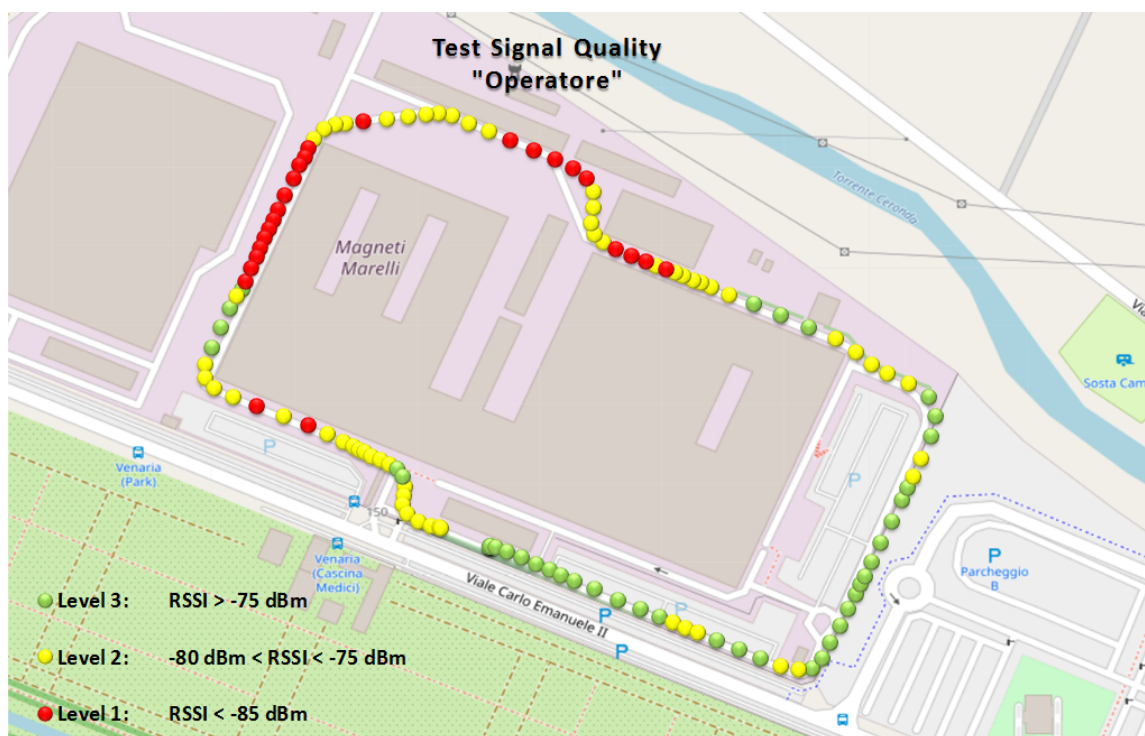 Test Signal Quality
"Operatore"
Torrente Ceronda
Magneti
Marelli
Via
Sosta Cam
P
Venaria
(Park)
P
150
P
Venaria
(Cascina
Medici)
P
Parcheggio
B
Viale Carlo Emanuele II
P
P
P
Level 3: RSSI > -75 dBm
Level 2: -80 dBm < RSSI < -75 dBm
Level 1: RSSI < -85 dBm